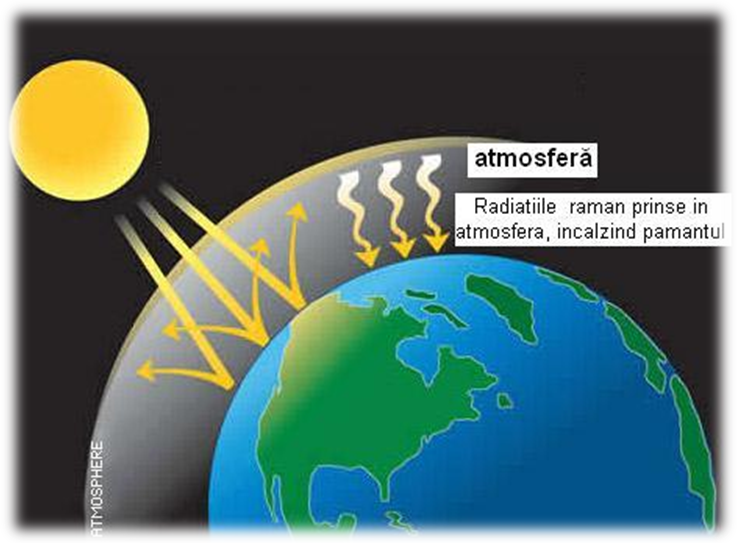 atmosferă
Radiatiile raman prinse in
atmosfera, incalzind pamantul
ATMOSPHERE